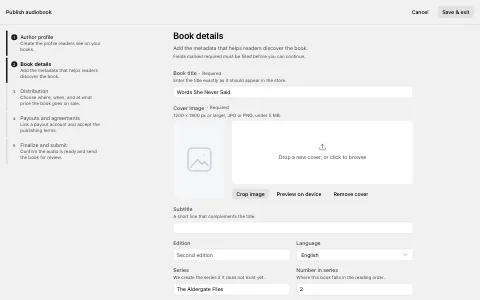 Publish audiobook
Cancel
Save & exit
1 Author profile
Create the profile readers see on your
books.
2 Book details
Add the metadata that helps readers
discover the book.
3 Distribution
Choose where, when, and at what
price the book goes on sale.
4 Payouts and agreements
Link a payout account and accept the
publishing terms.
5 Finalize and submit
Confirm the audio is ready and send
the book for review.
Book details
Add the metadata that helps readers discover the book.
Fields marked required must be filled before you can continue.
Book title · Required
Enter the title exactly as it should appear in the store.
Words She Never Said
Cover image · Required
1200 × 1800 px or larger, JPG or PNG, under 5 MB.
Drop a new cover, or click to browse
Crop image
Preview on device
Remove cover
Subtitle
A short line that complements the title.
Edition
Second edition
Language
English
Series
We create the series if it does not exist yet.
The Aldergate Files
Number in series
Where this book falls in the reading order.
2